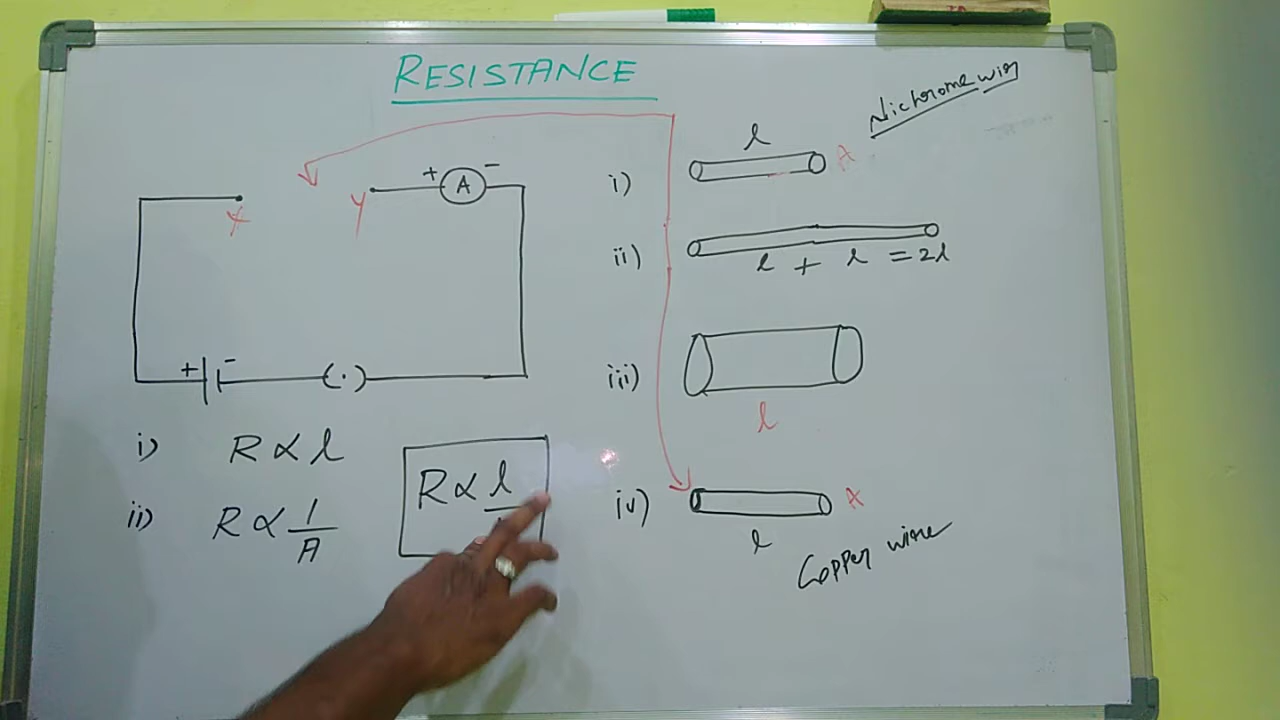 RESISTANCE
Nichrome wire
+ A -
X
Y
+ -
(.)
i) l A
ii) l + l = 2l
iii) l
iv) A
l
Copper wire
i) R ∝ l
ii) R ∝ 1/A
R ∝ l